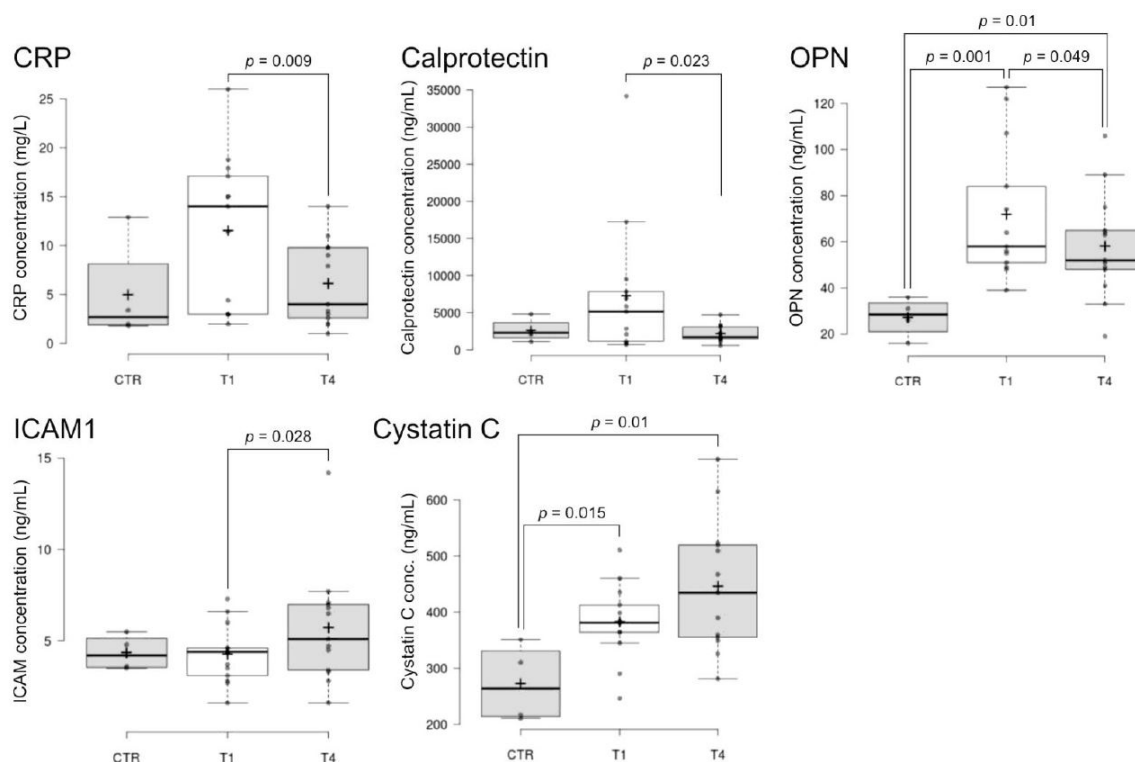 CRP
p = 0.009
CRP concentration (mg/L)
25
20
15
10
5
0
CTR T1 T4
Calprotectin
p = 0.023
Calprotectin concentration (ng/mL)
35000
30000
25000
20000
15000
10000
5000
0
CTR T1 T4
OPN
p = 0.01
p = 0.001 p = 0.049
OPN concentration (ng/mL)
120
100
80
60
40
20
CTR T1 T4
ICAM1
p = 0.028
ICAM concentration (ng/mL)
15
10
5
CTR T1 T4
Cystatin C
p = 0.01
p = 0.015
Cystatin C conc. (ng/mL)
600
500
400
300
200
CTR T1 T4